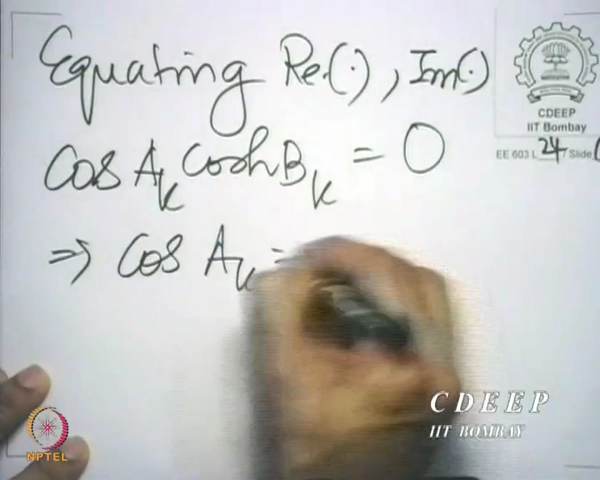 Equating Re(·), Im(·)
CDEEP
IIT Bombay
EE 603 L 24 / Slide
Cos A_k Cosh B_k = 0
⇒ Cos A_k =
CDEEP
IIT BOMBAY
NPTEL